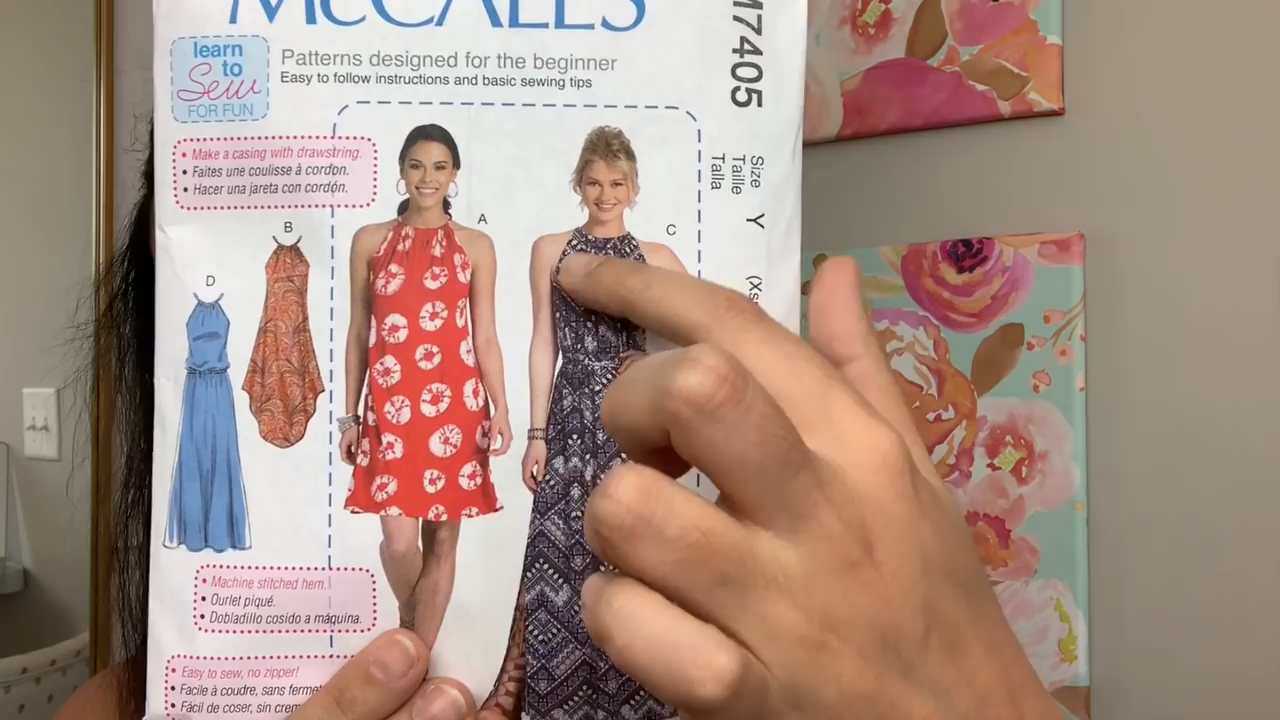 McCALL'S
learn
to
Sew
FOR FUN
Patterns designed for the beginner
Easy to follow instructions and basic sewing tips
M7405
Size
Taille
Talla
Y
• Make a casing with drawstring.
• Faites une coulisse à cordon.
• Hacer una jareta con cordón.
A
B
C
D
• Machine stitched hem.
• Ourlet piqué.
• Dobladillo cosido a máquina.
• Easy to sew, no zipper!
• Facile à coudre, sans
• Fácil de coser, sin